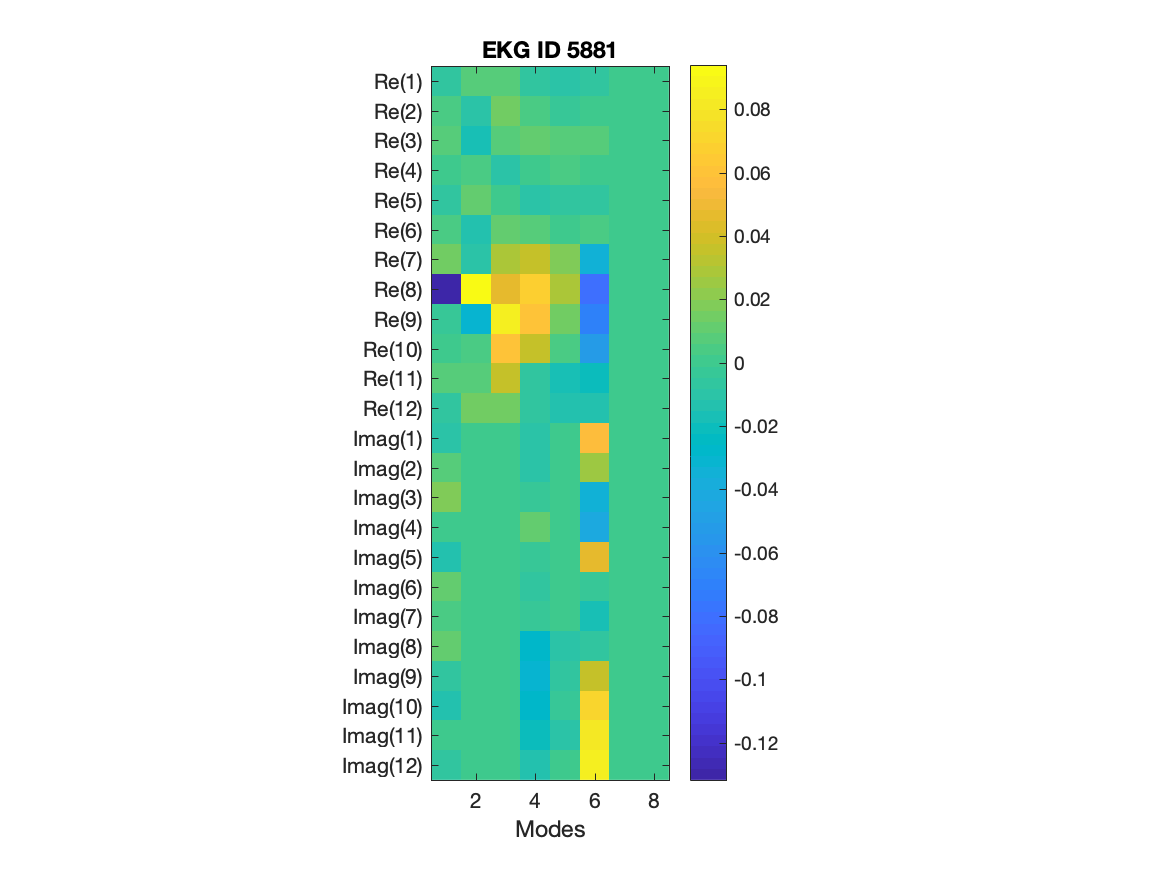 EKG ID 5881
Re(1)
Re(2)
Re(3)
Re(4)
Re(5)
Re(6)
Re(7)
Re(8)
Re(9)
Re(10)
Re(11)
Re(12)
Imag(1)
Imag(2)
Imag(3)
Imag(4)
Imag(5)
Imag(6)
Imag(7)
Imag(8)
Imag(9)
Imag(10)
Imag(11)
Imag(12)
2 4 6 8
Modes
0.08
0.06
0.04
0.02
0
-0.02
-0.04
-0.06
-0.08
-0.1
-0.12